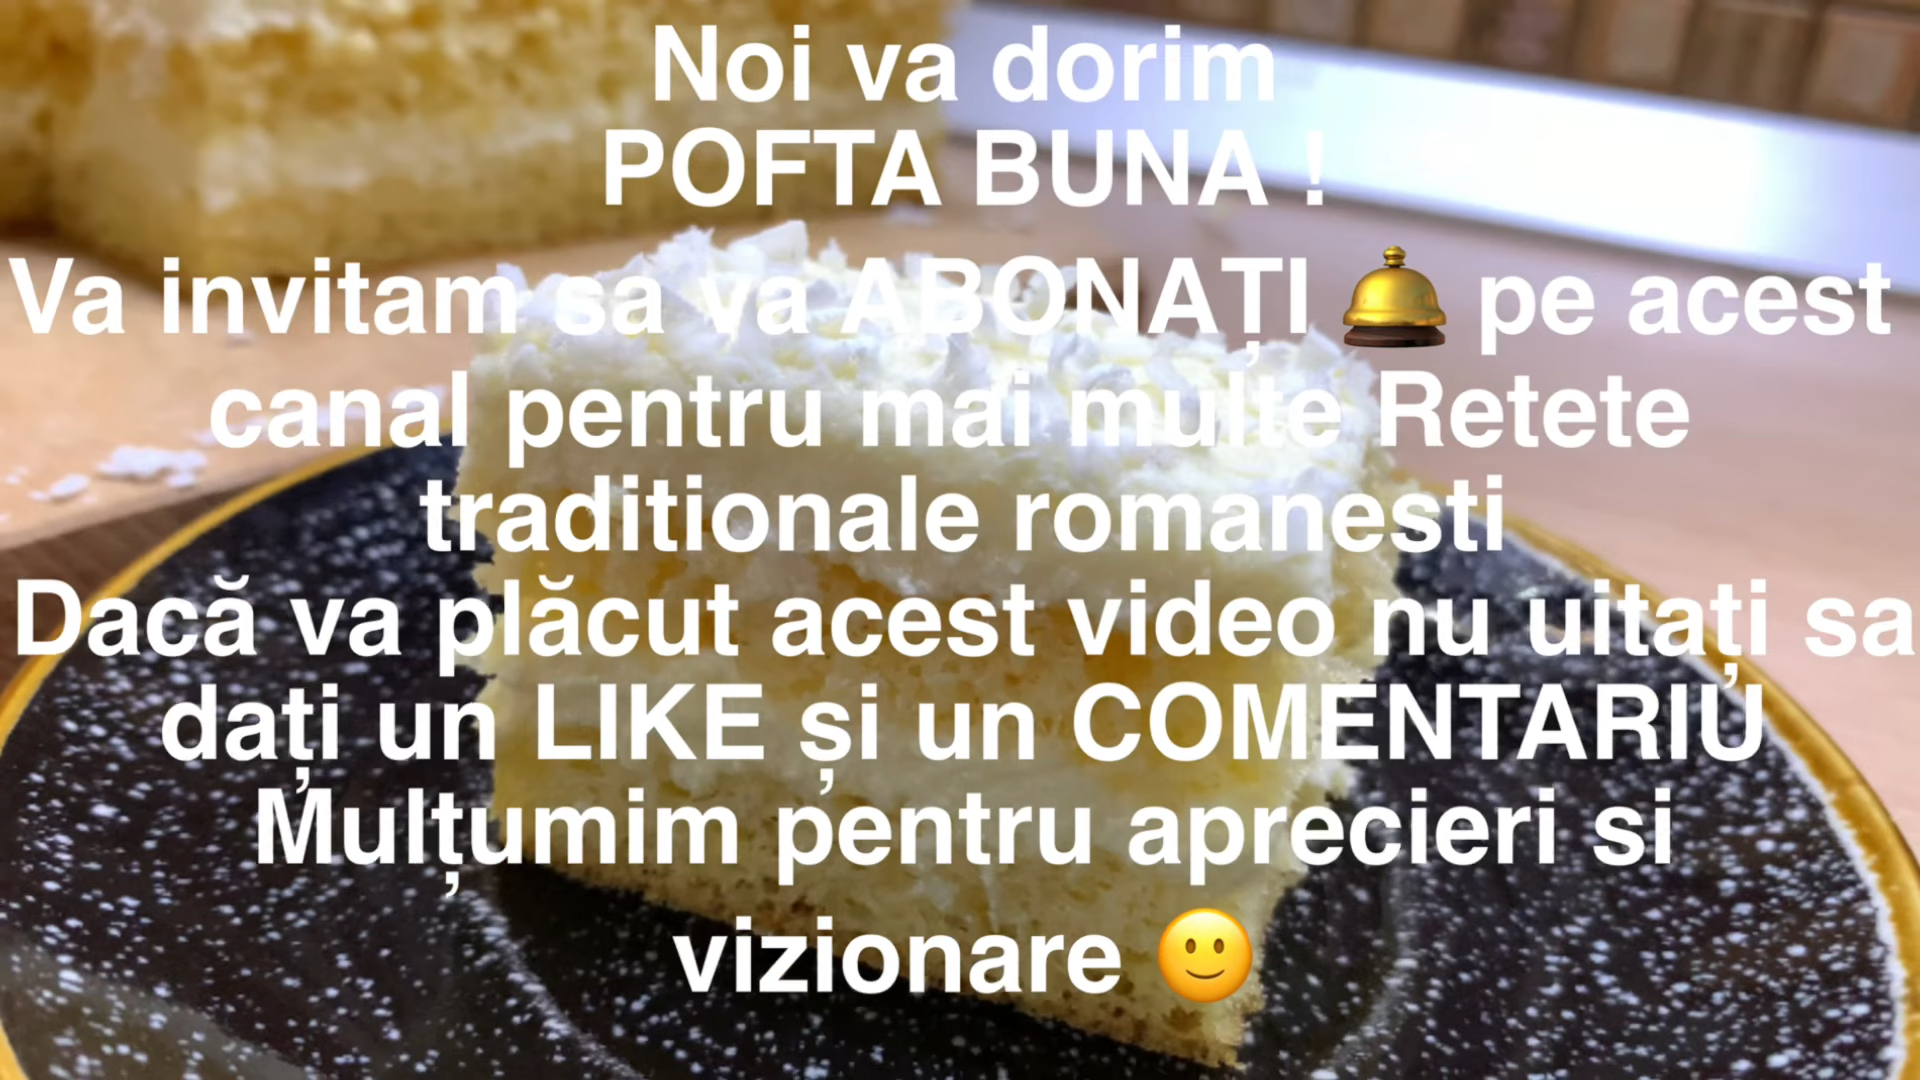 Noi va dorim
POFTA BUNA !
Va invitam sa va ABONAȚI 🛎️ pe acest
canal pentru mai multe Retete
traditionale romanesti
Dacă va plăcut acest video nu uitați sa
dați un LIKE și un COMENTARIU
Mulțumim pentru aprecieri si
vizionare 🙂